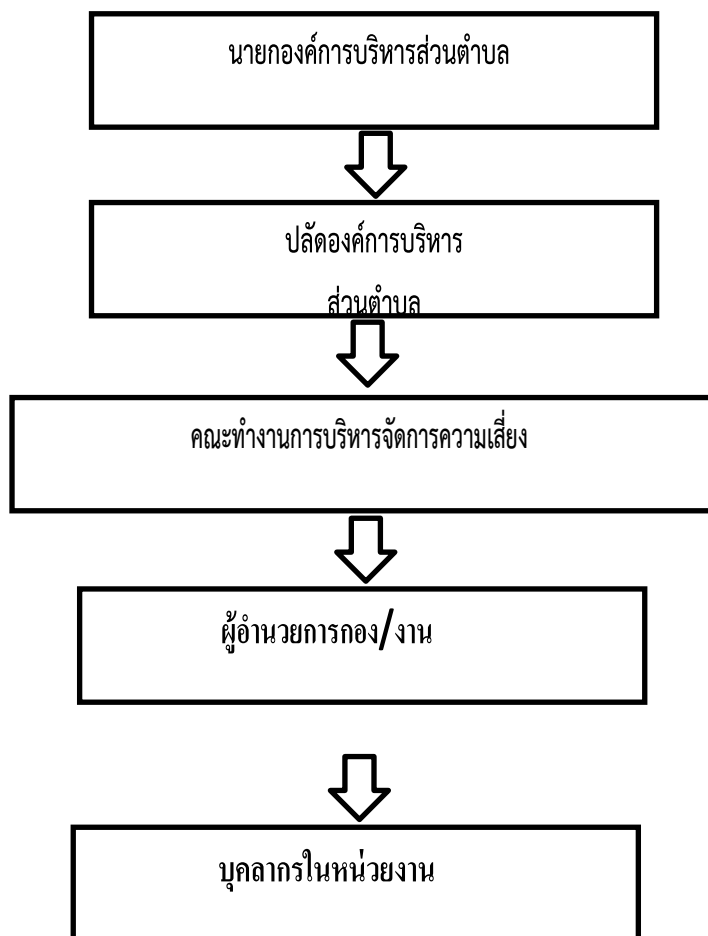 นายกองค์การบริหารส่วนตำบล
ปลัดองค์การบริหาร
ส่วนตำบล
คณะทำงานการบริหารจัดการความเสี่ยง
ผู้อำนวยการกอง/งาน
บุคลากรในหน่วยงาน